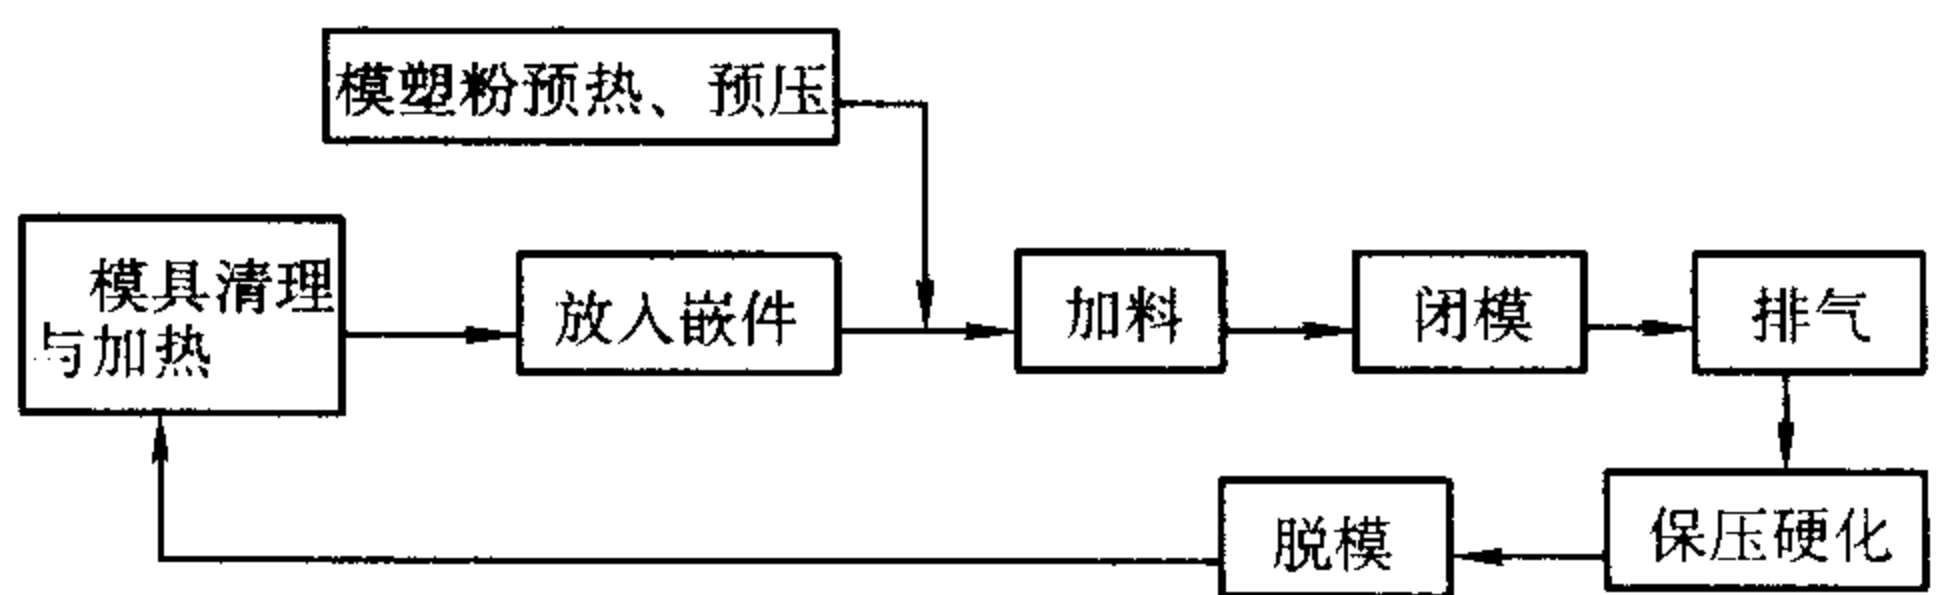 模塑粉预热、预压
模具清理
与加热
放入嵌件
加料
闭模
排气
脱模
保压硬化